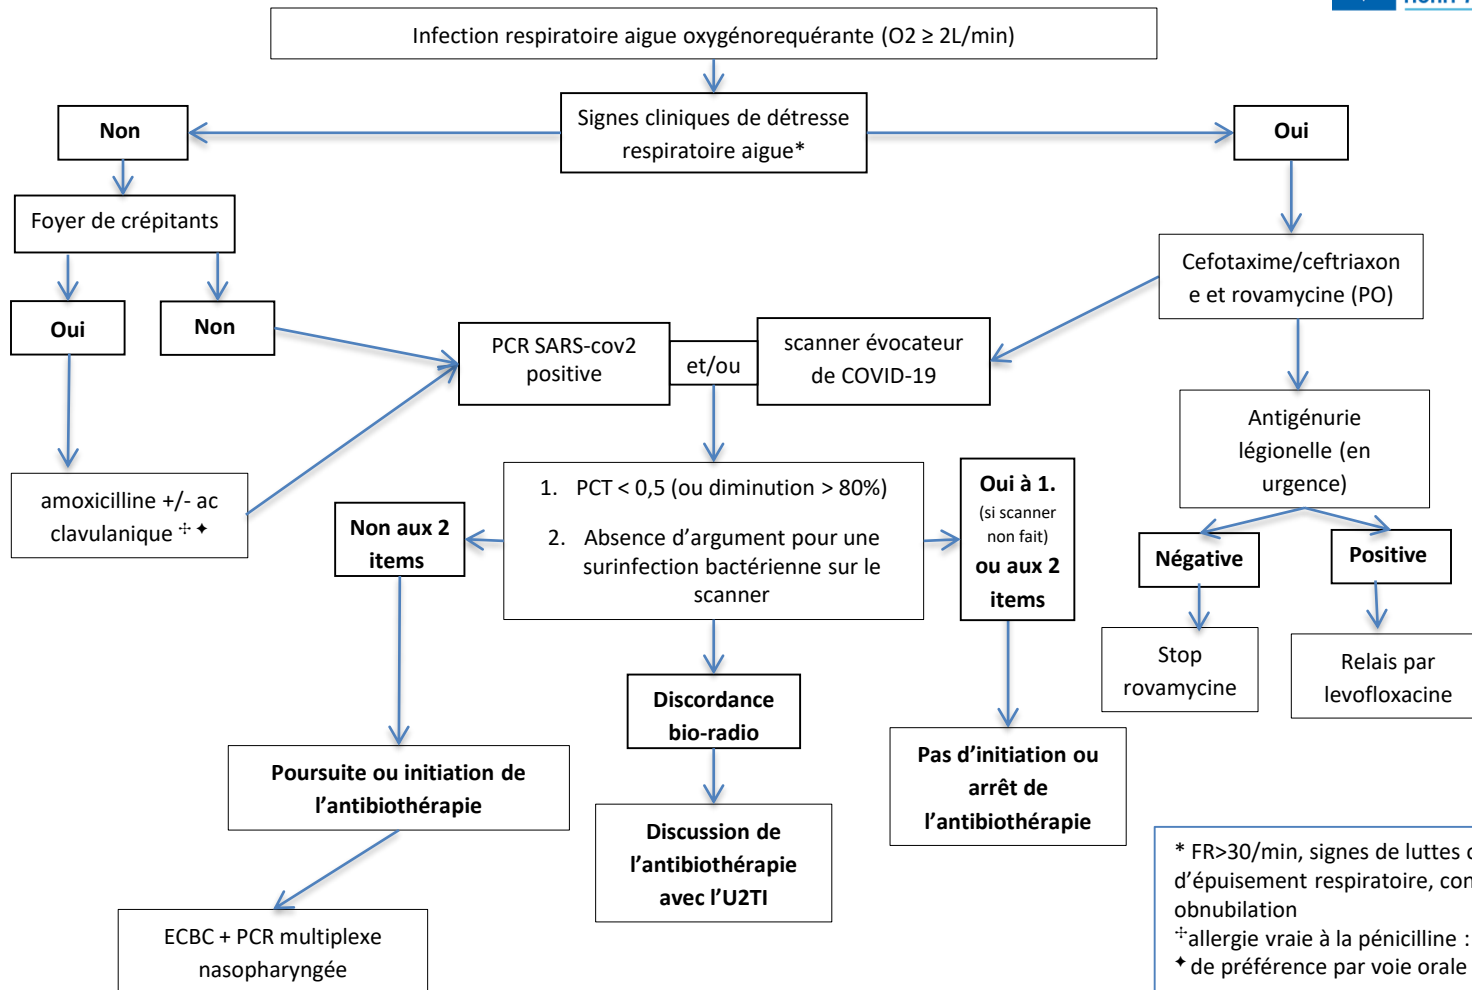 Infection respiratoire aigue oxygénorequérante (O2 ≥ 2L/min)
Signes cliniques de détresse
respiratoire aigue*
Non
Oui
Foyer de crépitants
Cefotaxime/ceftriaxon
e et rovamycine (PO)
Oui
Non
PCR SARS-cov2
positive
et/ou
scanner évocateur
de COVID-19
Antigénurie
légionelle (en
urgence)
amoxicilline +/- ac
clavulanique ⊹ ✦
Non aux 2
items
1. PCT < 0,5 (ou diminution > 80%)
2. Absence d’argument pour une
surinfection bactérienne sur le
scanner
Oui à 1.
(si scanner
non fait)
ou aux 2
items
Négative
Positive
Stop
rovamycine
Relais par
levofloxacine
Discordance
bio-radio
Poursuite ou initiation de
l’antibiothérapie
Pas d’initiation ou
arrêt de
l’antibiothérapie
Discussion de
l’antibiothérapie
avec l’U2TI
ECBC + PCR multiplexe
nasopharyngée
* FR>30/min, signes de luttes
d’épuisement respiratoire,
obnubilation
⊹allergie vraie à la pénicilline :
✦ de préférence par voie orale